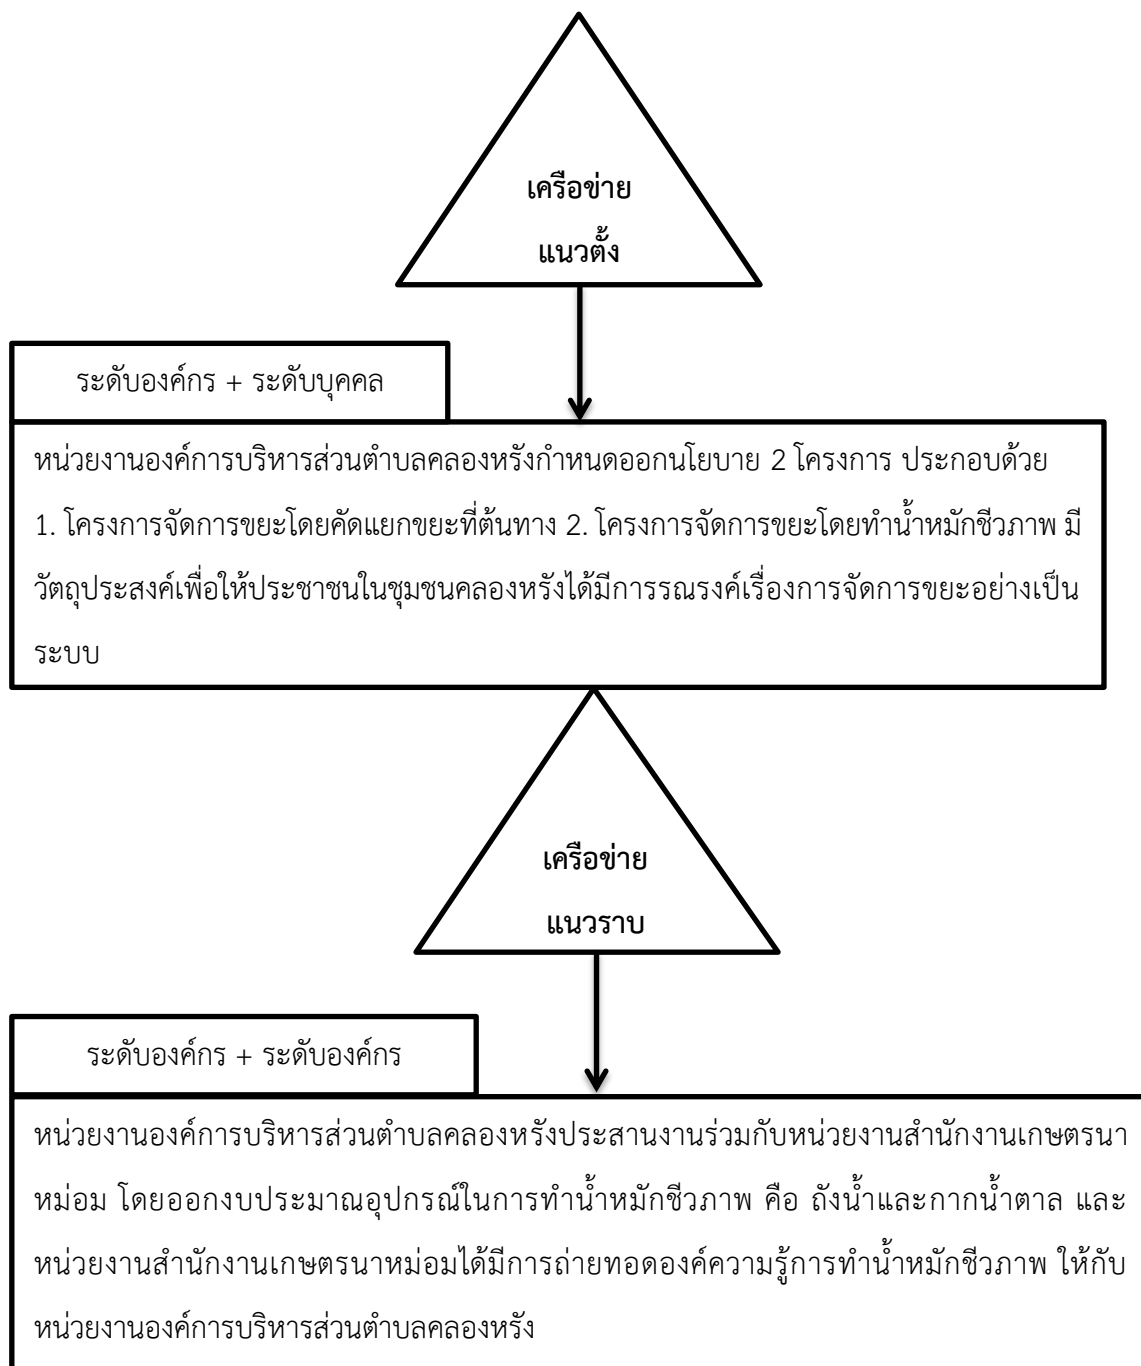 เครือข่าย
แนวตั้ง
ระดับองค์กร + ระดับบุคคล
หน่วยงานองค์การบริหารส่วนตำบลคลองหรังกำหนดออกนโยบาย 2 โครงการ ประกอบด้วย
1. โครงการจัดการขยะโดยคัดแยกขยะที่ต้นทาง 2. โครงการจัดการขยะโดยทำน้ำหมักชีวภาพ มี
วัตถุประสงค์เพื่อให้ประชาชนในชุมชนคลองหรังได้มีการรณรงค์เรื่องการจัดการขยะอย่างเป็น
ระบบ
เครือข่าย
แนวราบ
ระดับองค์กร + ระดับองค์กร
หน่วยงานองค์การบริหารส่วนตำบลคลองหรังประสานงานร่วมกับหน่วยงานสำนักงานเกษตรนา
หม่อม โดยออกงบประมาณอุปกรณ์ในการทำน้ำหมักชีวภาพ คือ ถังน้ำและกากน้ำตาล และ
หน่วยงานสำนักงานเกษตรนาหม่อมได้มีการถ่ายทอดองค์ความรู้การทำน้ำหมักชีวภาพ ให้กับ
หน่วยงานองค์การบริหารส่วนตำบลคลองหรัง